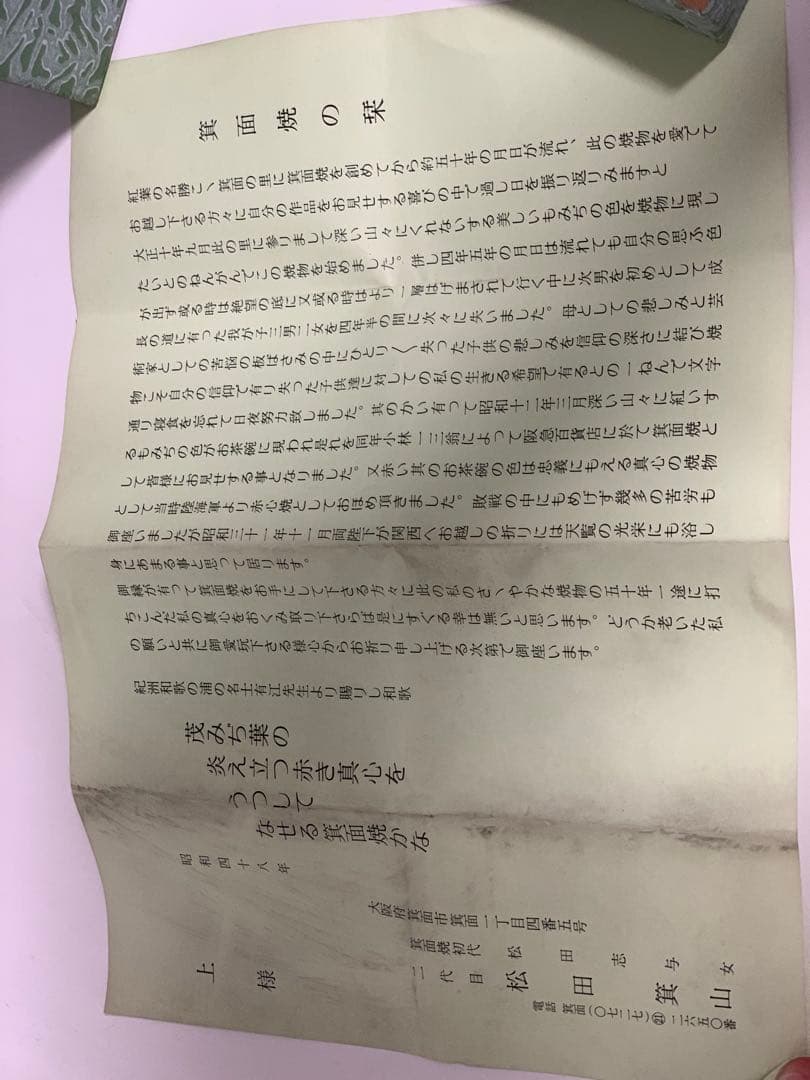 箕面焼の栞
紅葉の名勝こゝ箕面の里に箕面焼を創めてから約五十年の月日が流れ、此の焼物を愛てて
お越し下さる方々に自分の作品をお見せする喜びの中で過し日を振り返りみますと
大正十年九月此の里に参りまして深い山々にくれないする美しいもみぢの色を焼物に現し
たいとのねんがんてこの焼物を始めました。併し四年五年の月日は流れても自分の思ふ色
が出ず或る時は絶望の底に又或る時はより一層はげまされて行く中に次男を初めとして成
長の道に有った我が子三男二女を四年半の間に次々に失いました。母としての悲しみと芸
術家としての苦悩の板ばさみの中にひとり〱失った子供の悲しみを信仰の深さに結び焼
物こそ自分の信仰で有り失った子供達に対しての私の生きる希望て有るとの一ねんて文字
通り寝食を忘れて日夜努力致しました。其のかい有って昭和十二年三月深い山々に紅いす
るもみぢの色がお茶碗に現われ是れを同年小林一三翁によって阪急百貨店に於て箕面焼と
して皆様にお見せする事となりました。又赤い其のお茶碗の色は忠義にもえる真心の焼物
として当時陸海軍より赤心焼としておほめ頂きました。敗戦の中にもめげず幾多の苦労も
御座いましたが昭和三十一年十一月両陛下が関西へお越しの折りには天覧の光栄にも浴し
身にあまる事と思って居ります。
御縁が有って箕面焼をお手にして下さる方々に此の私のさゝやかな焼物の五十年一途に打
ちこんだ私の真心をおくみ取り下さらば是にすぐる幸は無いと思います。どうか老いた私
の願いと共に御愛玩下さる様心からお祈り申し上げる次第て御座います。
紀洲和歌の浦の名士有江先生より賜りし和歌
茂みぢ葉の
炎え立つ赤き真心を
うつして
なせる箕面焼かな
昭和四十八年
大阪府箕面市箕面一丁目四番五号
箕面焼初代 松田志与女
二代目 松田箕山
電話 箕面(〇七二七)㉑二六五〇番
上様